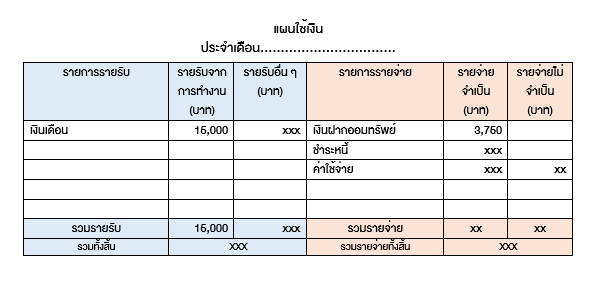 แผนใช้เงิน
ประจำเดือน.................................
รายการรายรับ รายรับจาก รายรับอื่น ๆ รายการรายจ่าย รายจ่าย รายจ่ายไม่
การทำงาน (บาท) จำเป็น จำเป็น
(บาท) (บาท) (บาท)
เงินเดือน 15,000 xxx เงินฝากออมทรัพย์ 3,750
ชำระหนี้ xxx
ค่าใช้จ่าย xxx xx
รวมรายรับ 15,000 xxx รวมรายจ่าย xx xx
รวมทั้งสิ้น xxx รวมรายจ่ายทั้งสิ้น xxx